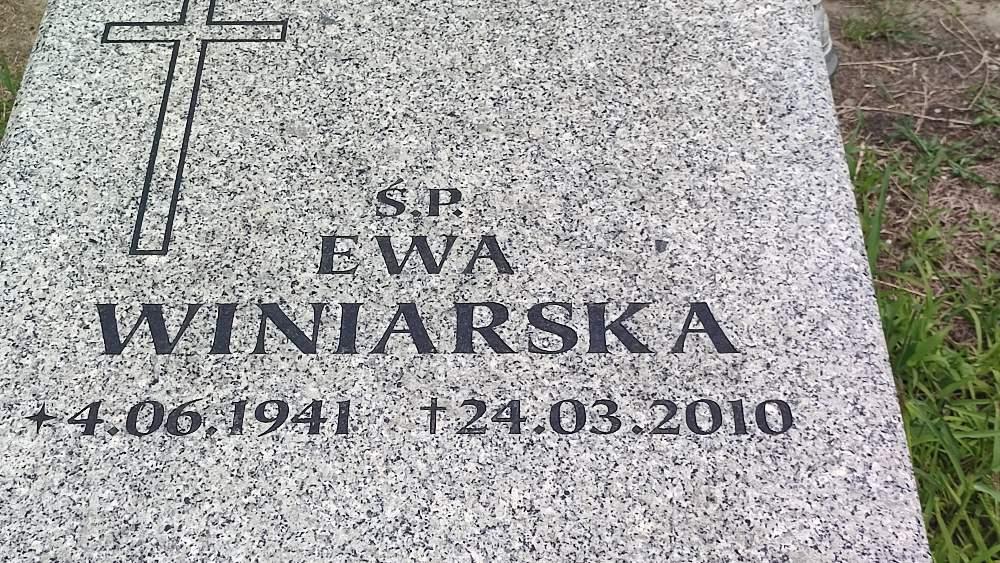 Ś.P.
EWA
WINIARSKA
✦4.06.1941 †24.03.2010